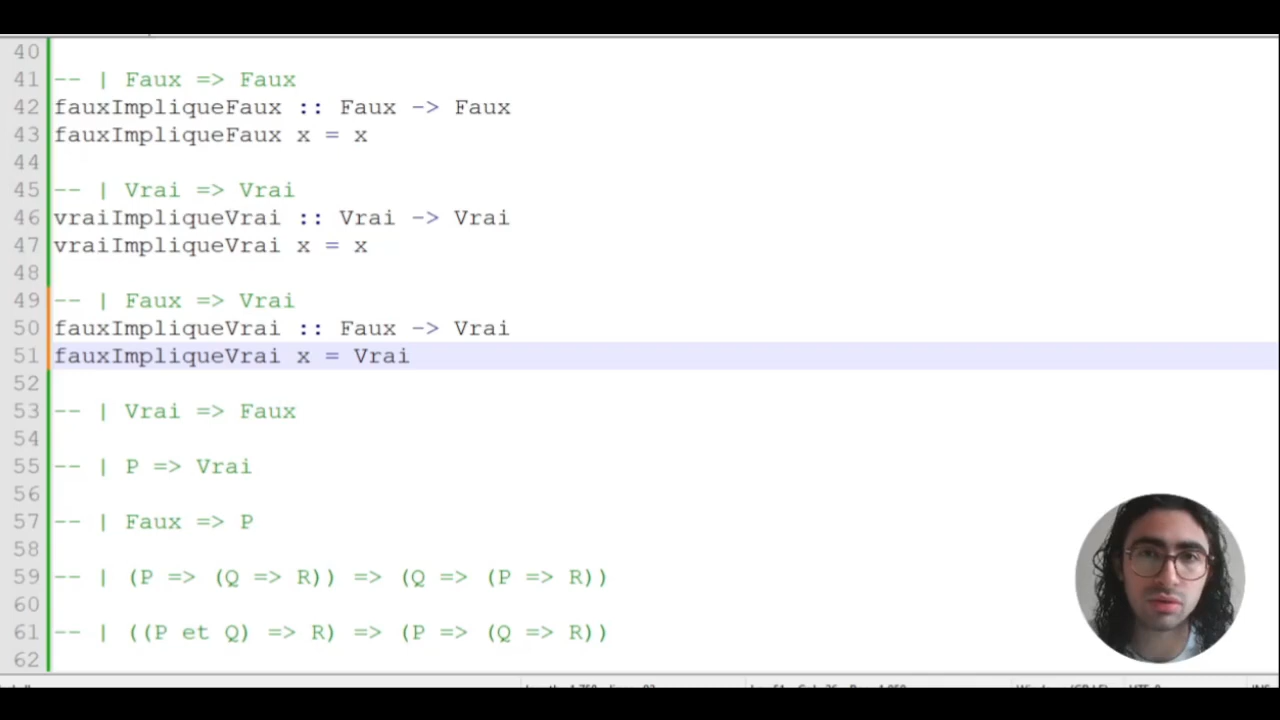 40
41 -- | Faux => Faux
42 fauxImpliqueFaux :: Faux -> Faux
43 fauxImpliqueFaux x = x
44
45 -- | Vrai => Vrai
46 vraiImpliqueVrai :: Vrai -> Vrai
47 vraiImpliqueVrai x = x
48
49 -- | Faux => Vrai
50 fauxImpliqueVrai :: Faux -> Vrai
51 fauxImpliqueVrai x = Vrai
52
53 -- | Vrai => Faux
54
55 -- | P => Vrai
56
57 -- | Faux => P
58
59 -- | (P => (Q => R)) => (Q => (P => R))
60
61 -- | ((P et Q) => R) => (P => (Q => R))
62